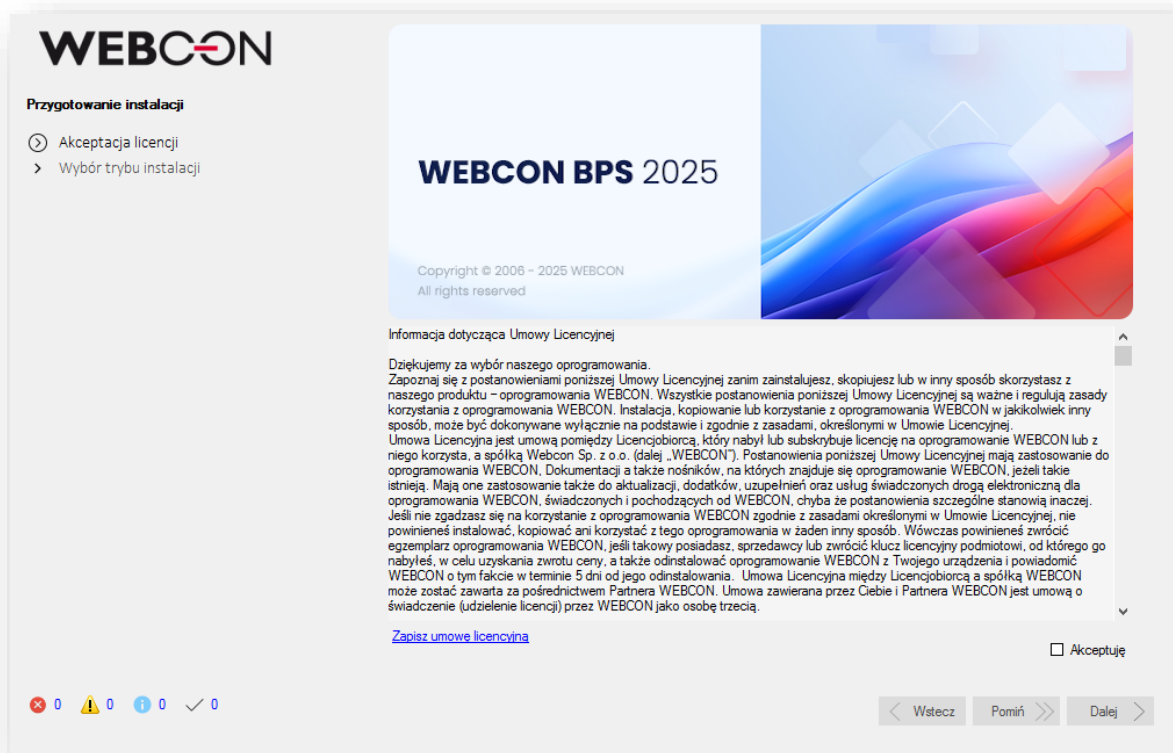 WEBCON
Przygotowanie instalacji
Akceptacja licencji
Wybór trybu instalacji
WEBCON BPS 2025
Copyright © 2006 - 2025 WEBCON
All rights reserved
Informacja dotycząca Umowy Licencyjnej
Dziękujemy za wybór naszego oprogramowania.
Zapoznaj się z postanowieniami poniższej Umowy Licencyjnej zanim zainstalujesz, skopiujesz lub w inny sposób skorzystasz z
naszego produktu – oprogramowania WEBCON. Wszystkie postanowienia poniższej Umowy Licencyjnej są ważne i regulują zasady
korzystania z oprogramowania WEBCON. Instalacja, kopiowanie lub korzystanie z oprogramowania WEBCON w jakikolwiek inny
sposób, może być dokonywane wyłącznie na podstawie i zgodnie z zasadami, określonymi w Umowie Licencyjnej.
Umowa Licencyjna jest umową pomiędzy Licencjobiorcą, który nabył lub subskrybuje licencję na oprogramowanie WEBCON lub z
niego korzysta, a spółką Webcon Sp. z o.o. (dalej „WEBCON"). Postanowienia poniższej Umowy Licencyjnej mają zastosowanie do
oprogramowania WEBCON, Dokumentacji a także nośników, na których znajduje się oprogramowanie WEBCON, jeżeli takie
istnieją. Mają one zastosowanie także do aktualizacji, dodatków, uzupełnień oraz usług świadczonych drogą elektroniczną dla
oprogramowania WEBCON, świadczonych i pochodzących od WEBCON, chyba że postanowienia szczególne stanowią inaczej.
Jeśli nie zgadzasz się na korzystanie z oprogramowania WEBCON zgodnie z zasadami określonymi w Umowie Licencyjnej, nie
powinieneś instalować, kopiować ani korzystać z tego oprogramowania w żaden inny sposób. Wówczas powinieneś zwrócić
egzemplarz oprogramowania WEBCON, jeśli takowy posiadasz, sprzedawcy lub zwrócić klucz licencyjny podmiotowi, od którego go
nabyłeś, w celu uzyskania zwrotu ceny, a także odinstalować oprogramowanie WEBCON z Twojego urządzenia i powiadomić
WEBCON o tym fakcie w terminie 5 dni od jego odinstalowania. Umowa Licencyjna między Licencjobiorcą a spółką WEBCON
może zostać zawarta za pośrednictwem Partnera WEBCON. Umowa zawierana przez Ciebie i Partnera WEBCON jest umową o
świadczenie (udzielenie licencji) przez WEBCON jako osobę trzecią.
Zapisz umowę licencyjną
Akceptuję
0 0 0 0
Wstecz Pomiń Dalej